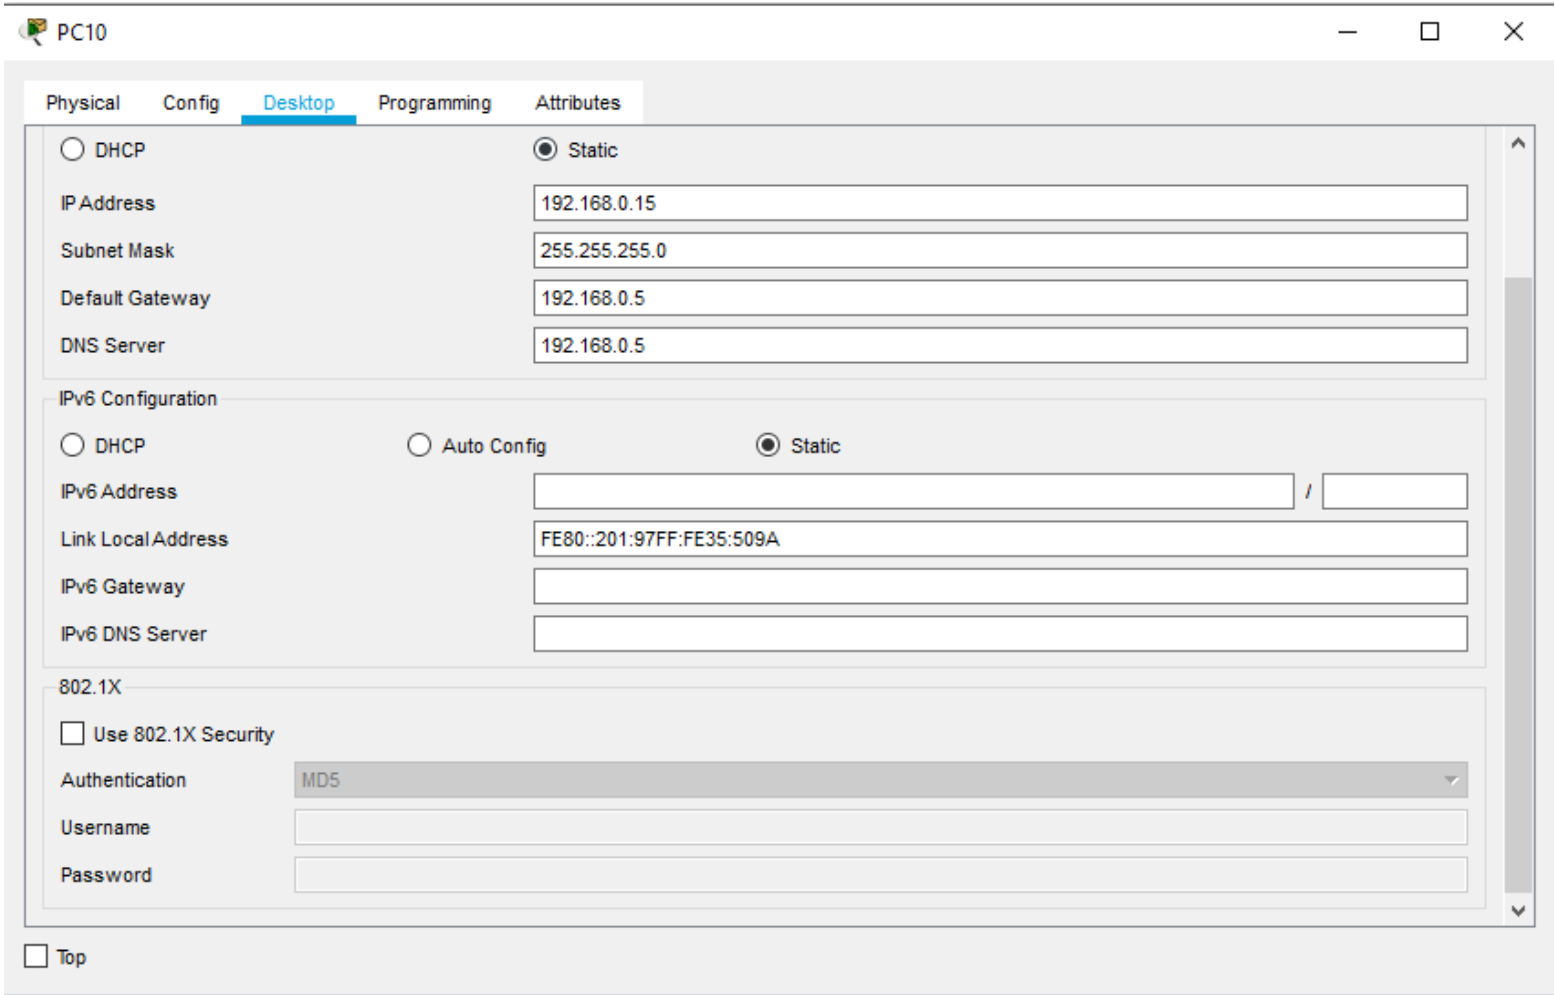 PC10
Physical Config Desktop Programming Attributes
DHCP Static
IP Address 192.168.0.15
Subnet Mask 255.255.255.0
Default Gateway 192.168.0.5
DNS Server 192.168.0.5
IPv6 Configuration
DHCP Auto Config Static
IPv6 Address /
Link Local Address FE80::201:97FF:FE35:509A
IPv6 Gateway
IPv6 DNS Server
802.1X
Use 802.1X Security
Authentication MD5
Username
Password
Top